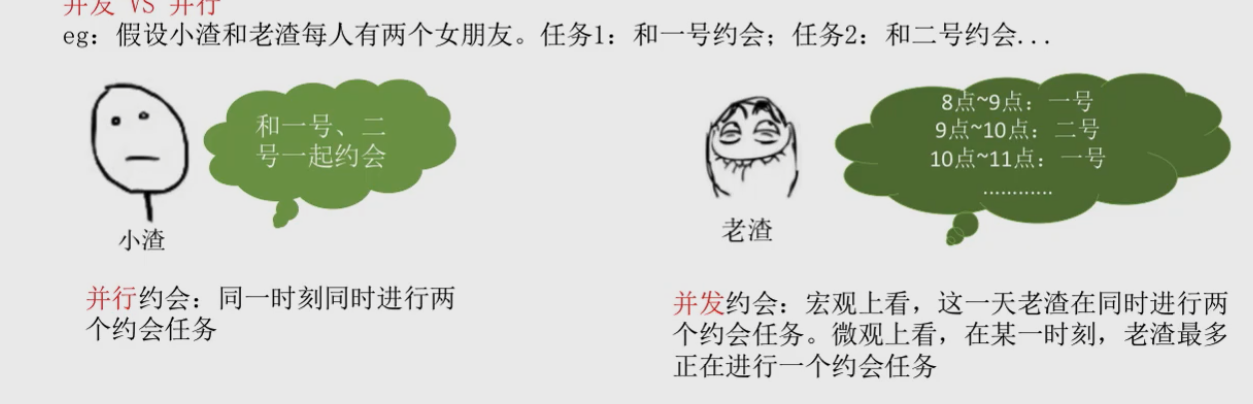 并发 VS 并行
eg：假设小渣和老渣每人有两个女朋友。任务1：和一号约会；任务2：和二号约会...
和一号、二
号一起约会
小渣
并行约会：同一时刻同时进行两
个约会任务
8点~9点：一号
9点~10点：二号
10点~11点：一号
............
老渣
并发约会：宏观上看，这一天老渣在同时进行两
个约会任务。微观上看，在某一时刻，老渣最多
正在进行一个约会任务